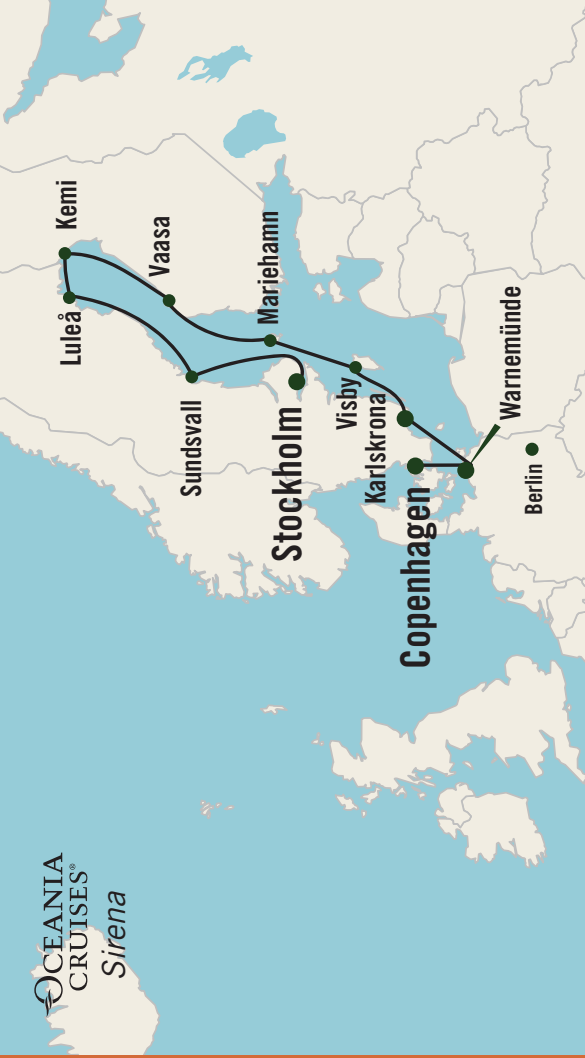 OCEANIA
CRUISES®
Sirena
Kemi
Luleå
Vaasa
Sundsvall
Mariehamn
Stockholm
Visby
Karlskrona
Copenhagen
Warnemünde
Berlin